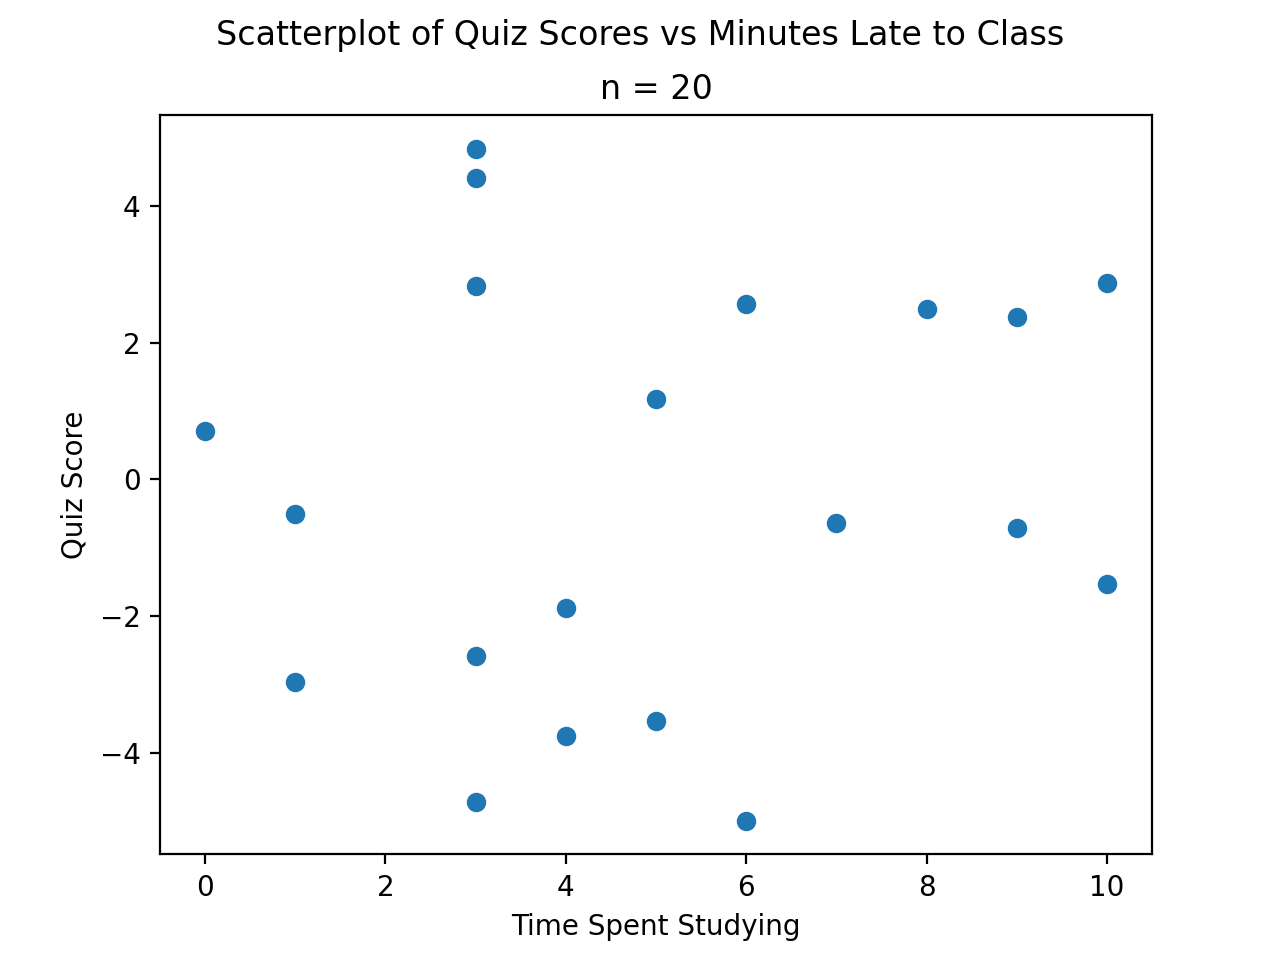 Scatterplot of Quiz Scores vs Minutes Late to Class
n = 20
4
2
0
−2
−4
Quiz Score
0 2 4 6 8 10
Time Spent Studying